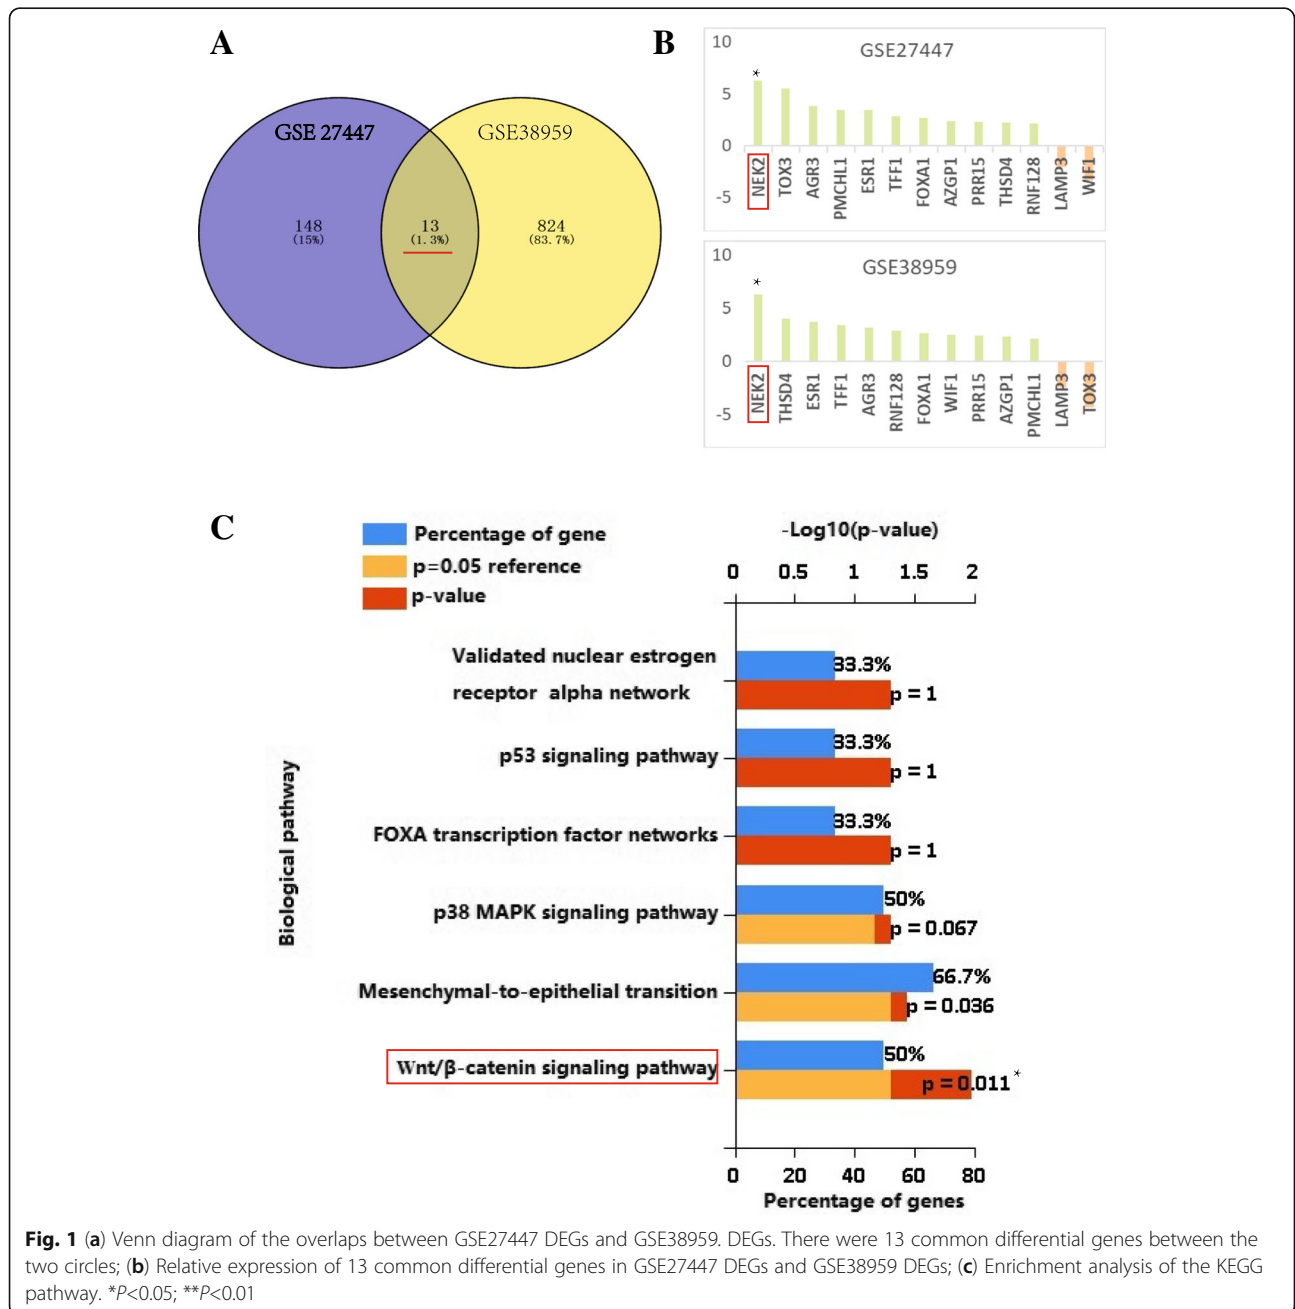 A
GSE 27447
GSE38959
148
(15%)
13
(1.3%)
824
(83.7%)
B
GSE27447
*
10
5
0
-5
NEK2
TOX3
AGR3
PMCHL1
ESR1
TFF1
FOXA1
AZGP1
PRR15
THSD4
RNF128
LAMP3
WIF1
GSE38959
*
10
5
0
-5
NEK2
THSD4
ESR1
TFF1
AGR3
RNF128
FOXA1
WIF1
PRR15
AZGP1
PMCHL1
LAMP3
TOX3
C
Percentage of gene
p=0.05 reference
p-value
-Log10(p-value)
0 0.5 1 1.5 2
Biological pathway
Validated nuclear estrogen
receptor alpha network
33.3%
p = 1
p53 signaling pathway
33.3%
p = 1
FOXA transcription factor networks
33.3%
p = 1
p38 MAPK signaling pathway
50%
p = 0.067
Mesenchymal-to-epithelial transition
66.7%
p = 0.036
Wnt/β-catenin signaling pathway
50%
p = 0.011 *
0 20 40 60 80
Percentage of genes
Fig. 1 (a) Venn diagram of the overlaps between GSE27447 DEGs and GSE38959. DEGs. There were 13 common differential genes between the
two circles; (b) Relative expression of 13 common differential genes in GSE27447 DEGs and GSE38959 DEGs; (c) Enrichment analysis of the KEGG
pathway. *P<0.05; **P<0.01